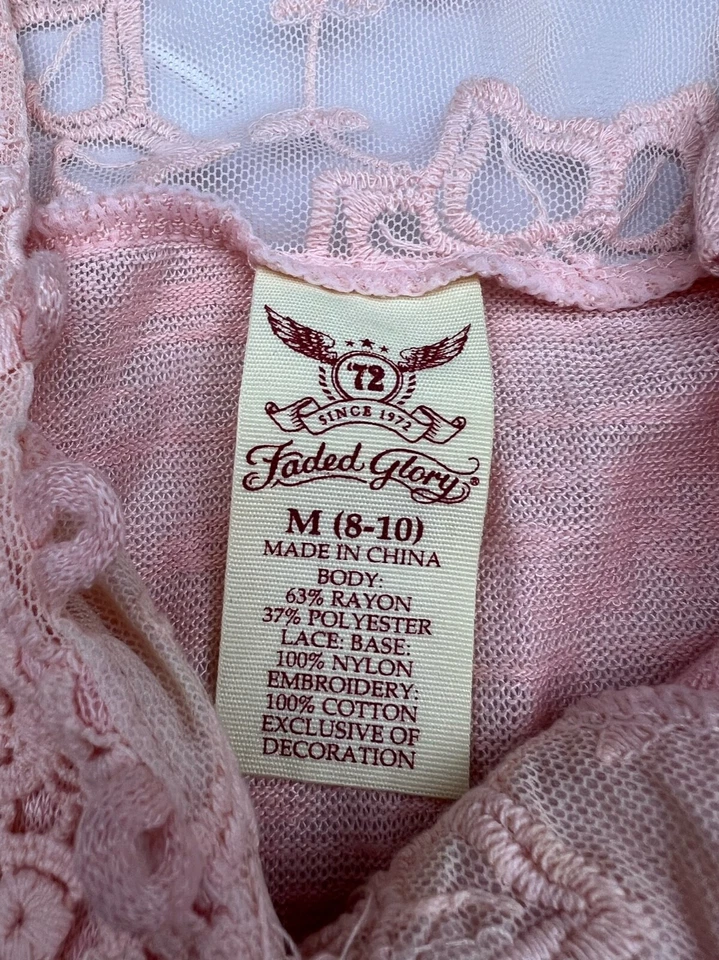 '72
SINCE 1972
Faded Glory®
M (8-10)
MADE IN CHINA
BODY:
63% RAYON
37% POLYESTER
LACE: BASE:
100% NYLON
EMBROIDERY:
100% COTTON
EXCLUSIVE OF
DECORATION